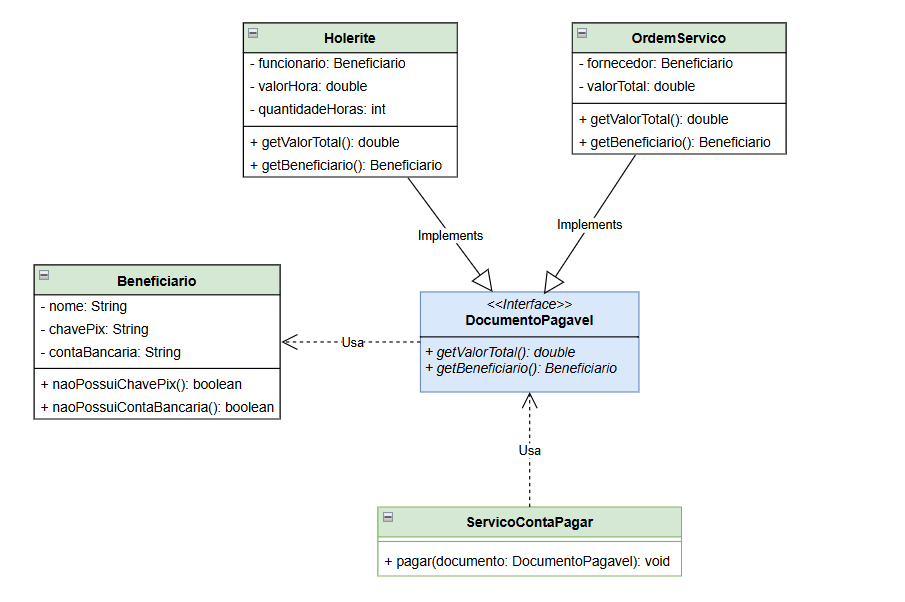 Holerite
- funcionario: Beneficiario
- valorHora: double
- quantidadeHoras: int
+ getValorTotal(): double
+ getBeneficiario(): Beneficiario
OrdemServico
- fornecedor: Beneficiario
- valorTotal: double
+ getValorTotal(): double
+ getBeneficiario(): Beneficiario
Implements
Implements
Beneficiario
- nome: String
- chavePix: String
- contaBancaria: String
+ naoPossuiChavePix(): boolean
+ naoPossuiContaBancaria(): boolean
Usa
<<Interface>>
DocumentoPagavel
+ getValorTotal(): double
+ getBeneficiario(): Beneficiario
Usa
ServicoContaPagar
+ pagar(documento: DocumentoPagavel): void